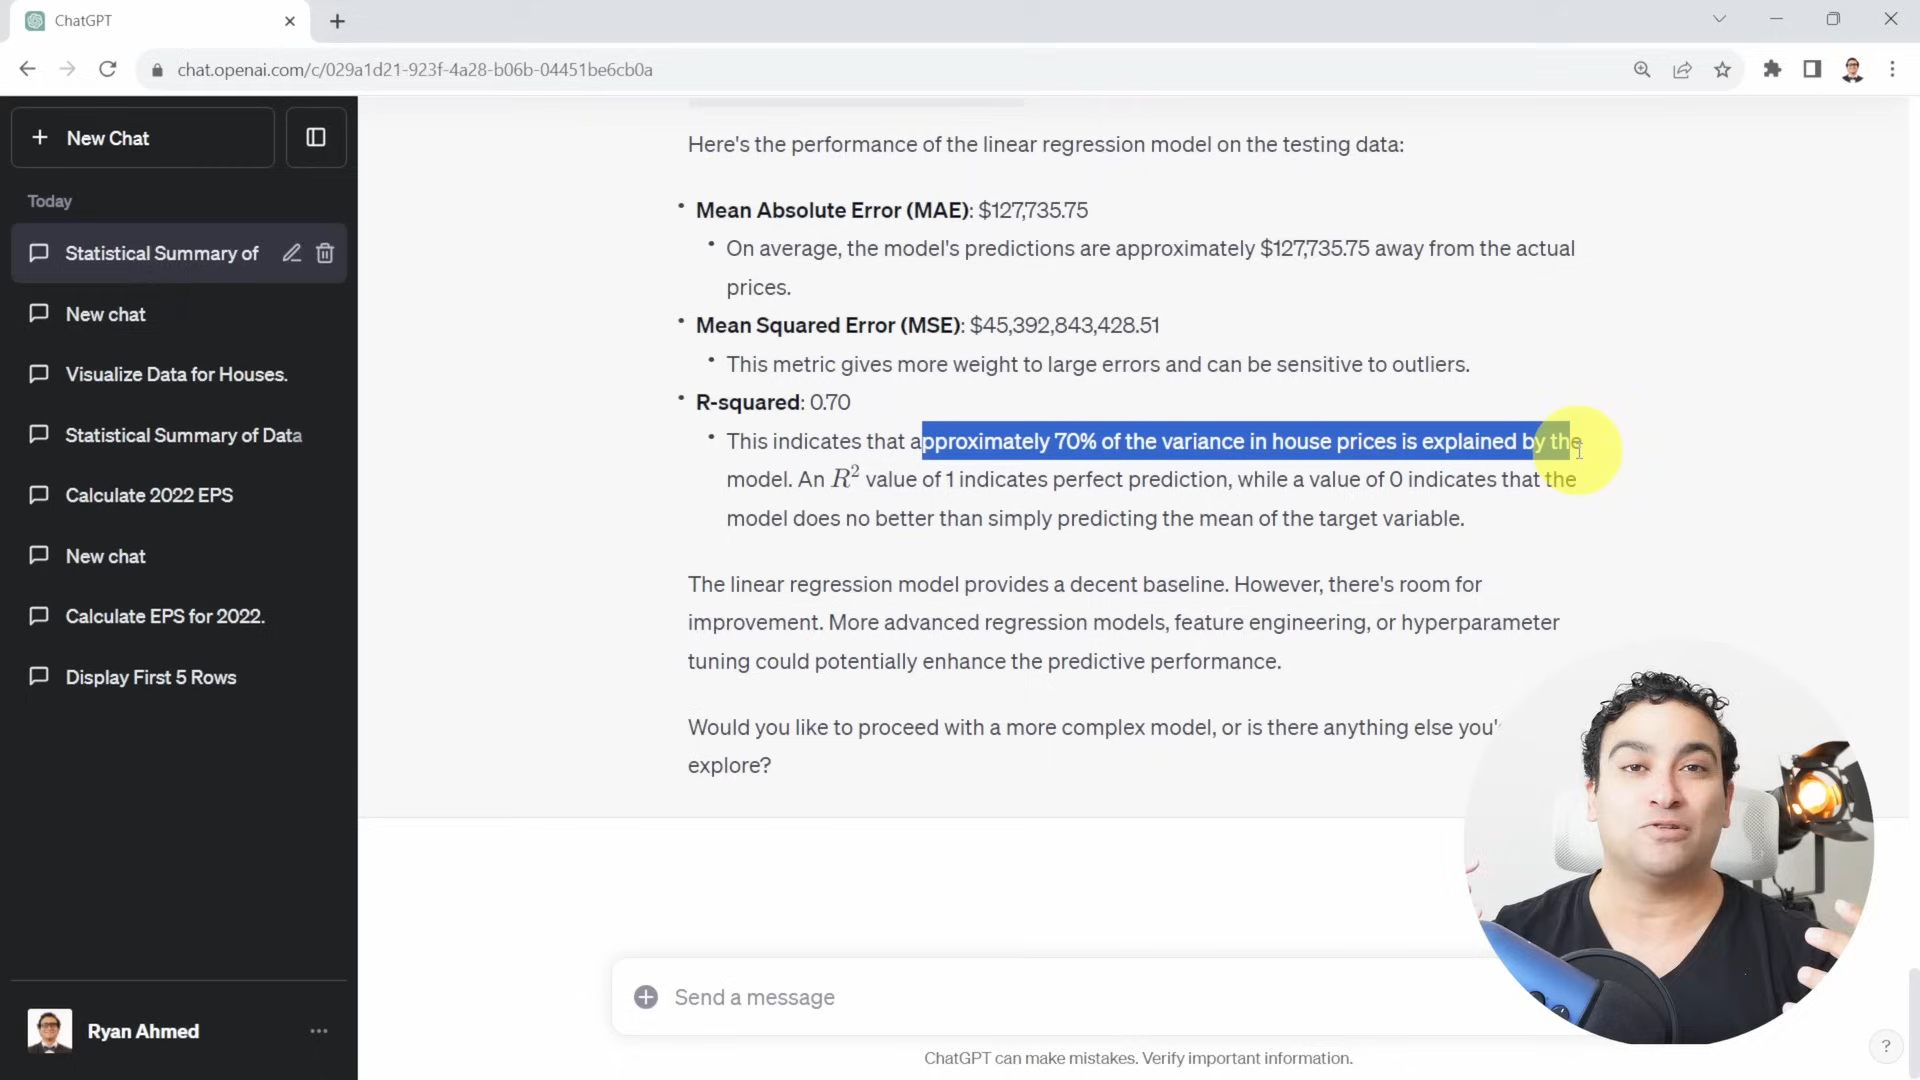 ChatGPT
chat.openai.com/c/029a1d21-923f-4a28-b06b-04451be6cb0a
New Chat
Today
Statistical Summary of
New chat
Visualize Data for Houses.
Statistical Summary of Data
Calculate 2022 EPS
New chat
Calculate EPS for 2022.
Display First 5 Rows
Ryan Ahmed
Here's the performance of the linear regression model on the testing data:
• Mean Absolute Error (MAE): $127,735.75
• On average, the model's predictions are approximately $127,735.75 away from the actual
prices.
• Mean Squared Error (MSE): $45,392,843,428.51
• This metric gives more weight to large errors and can be sensitive to outliers.
• R-squared: 0.70
• This indicates that approximately 70% of the variance in house prices is explained by the
model. An R² value of 1 indicates perfect prediction, while a value of 0 indicates that the
model does no better than simply predicting the mean of the target variable.
The linear regression model provides a decent baseline. However, there's room for
improvement. More advanced regression models, feature engineering, or hyperparameter
tuning could potentially enhance the predictive performance.
Would you like to proceed with a more complex model, or is there anything else you'
explore?
Send a message
ChatGPT can make mistakes. Verify important information.
?